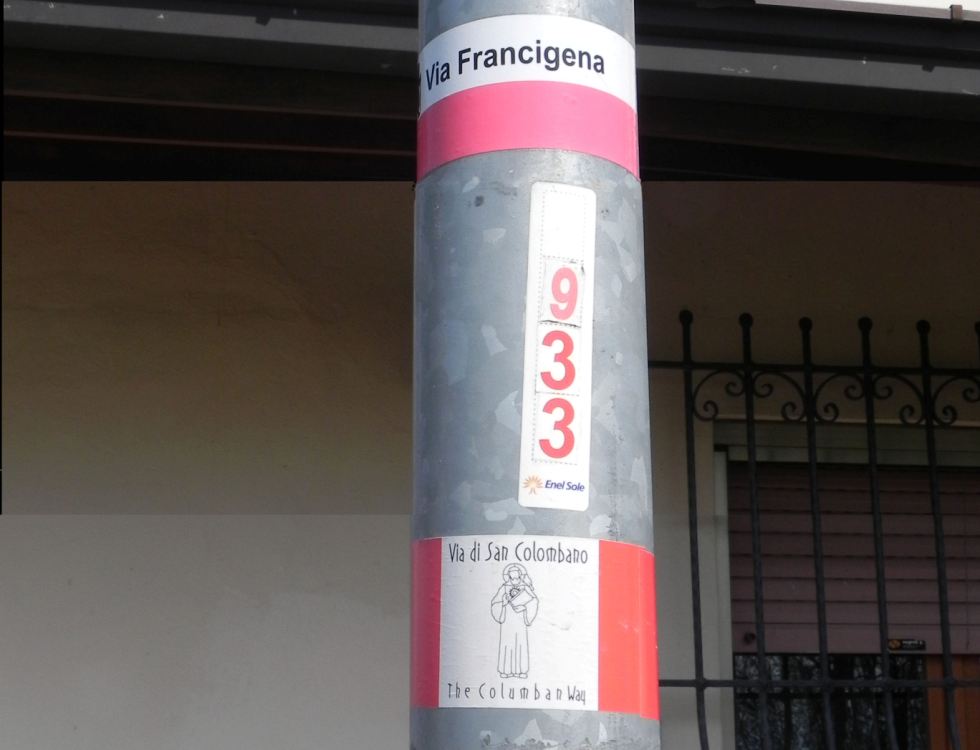 Via Francigena
9
3
3
Enel Sole
Via di San Colombano
The Columban Way